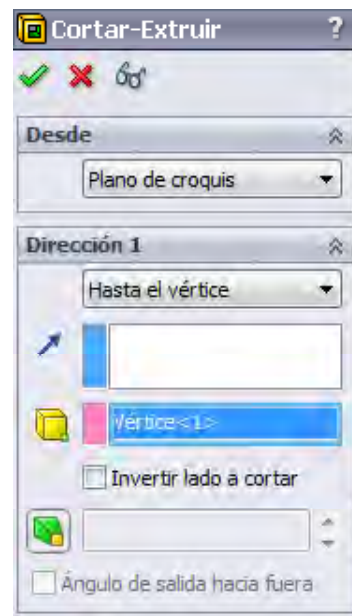 Cortar-Extruir ?
Desde
Plano de croquis
Dirección 1
Hasta el vértice
Vértice<1>
Invertir lado a cortar
Ángulo de salida hacia fuera